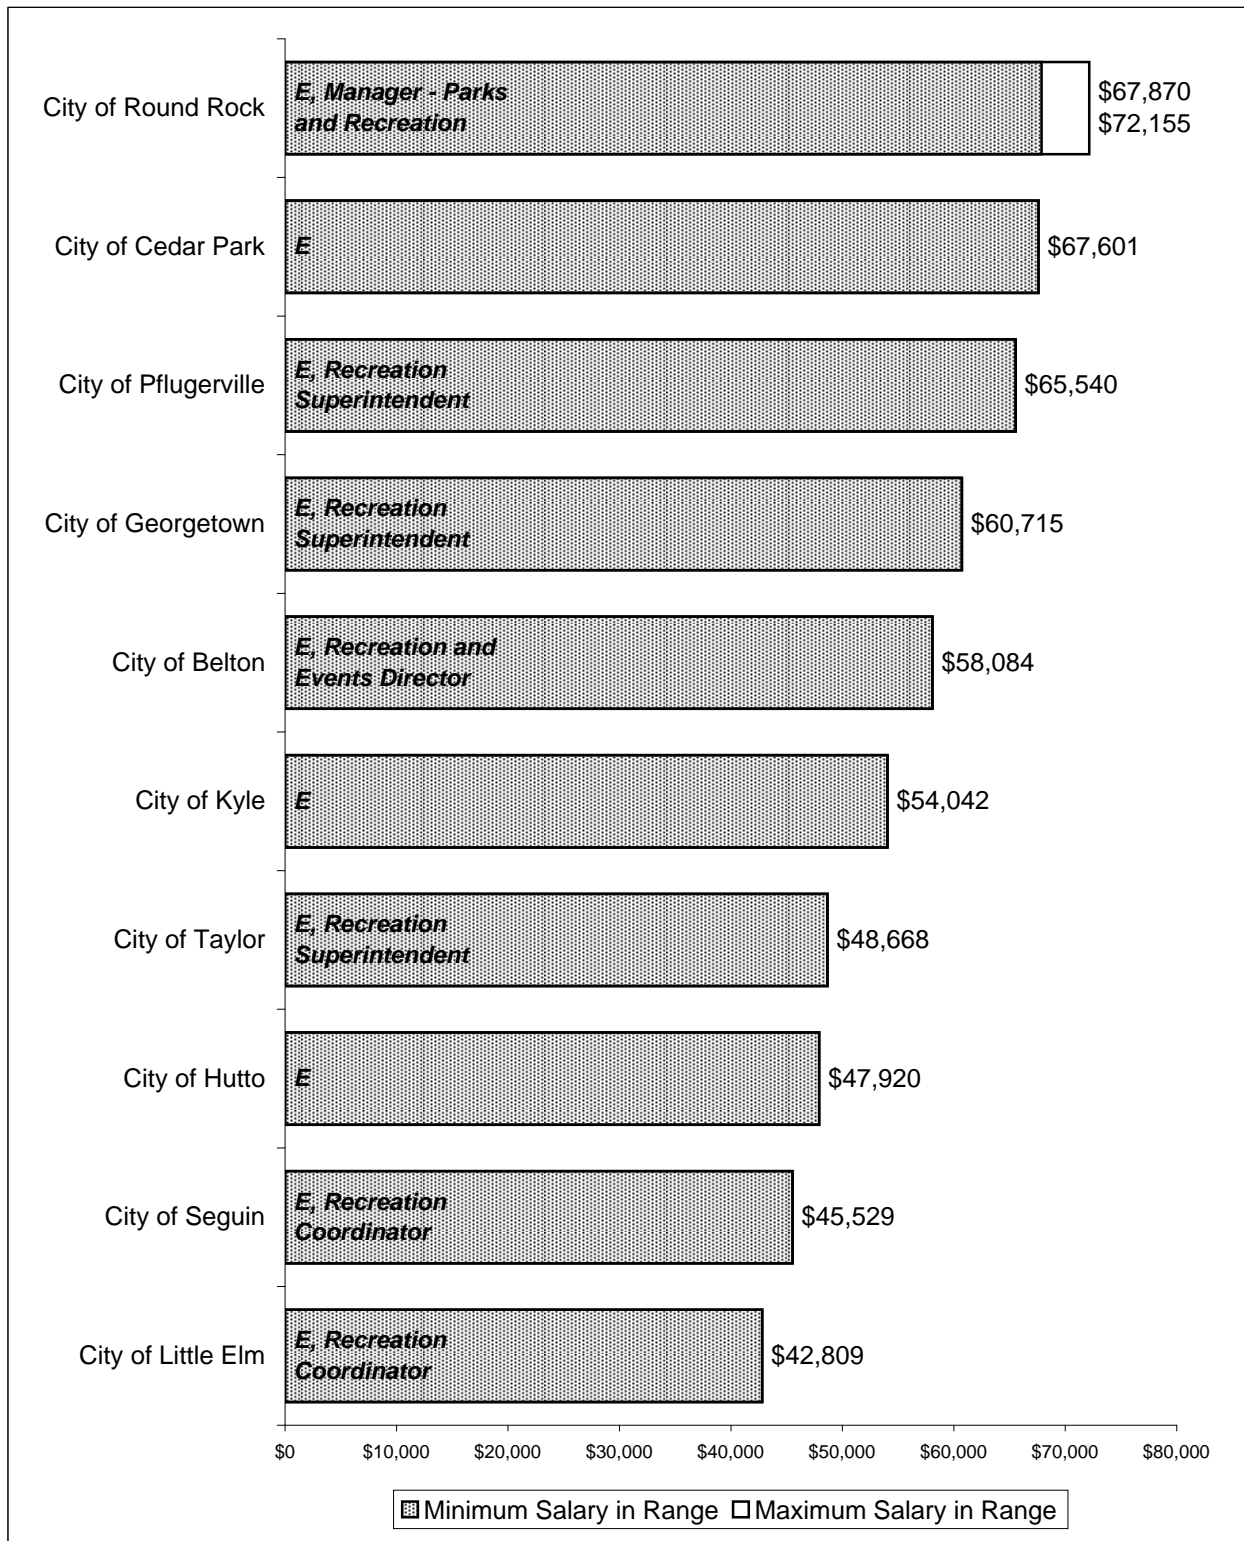 City of Round Rock
E, Manager - Parks
and Recreation
$67,870
$72,155
City of Cedar Park
E
$67,601
City of Pflugerville
E, Recreation
Superintendent
$65,540
City of Georgetown
E, Recreation
Superintendent
$60,715
City of Belton
E, Recreation and
Events Director
$58,084
City of Kyle
E
$54,042
City of Taylor
E, Recreation
Superintendent
$48,668
City of Hutto
E
$47,920
City of Seguin
E, Recreation
Coordinator
$45,529
City of Little Elm
E, Recreation
Coordinator
$42,809
$0 $10,000 $20,000 $30,000 $40,000 $50,000 $60,000 $70,000 $80,000
Minimum Salary in Range Maximum Salary in Range